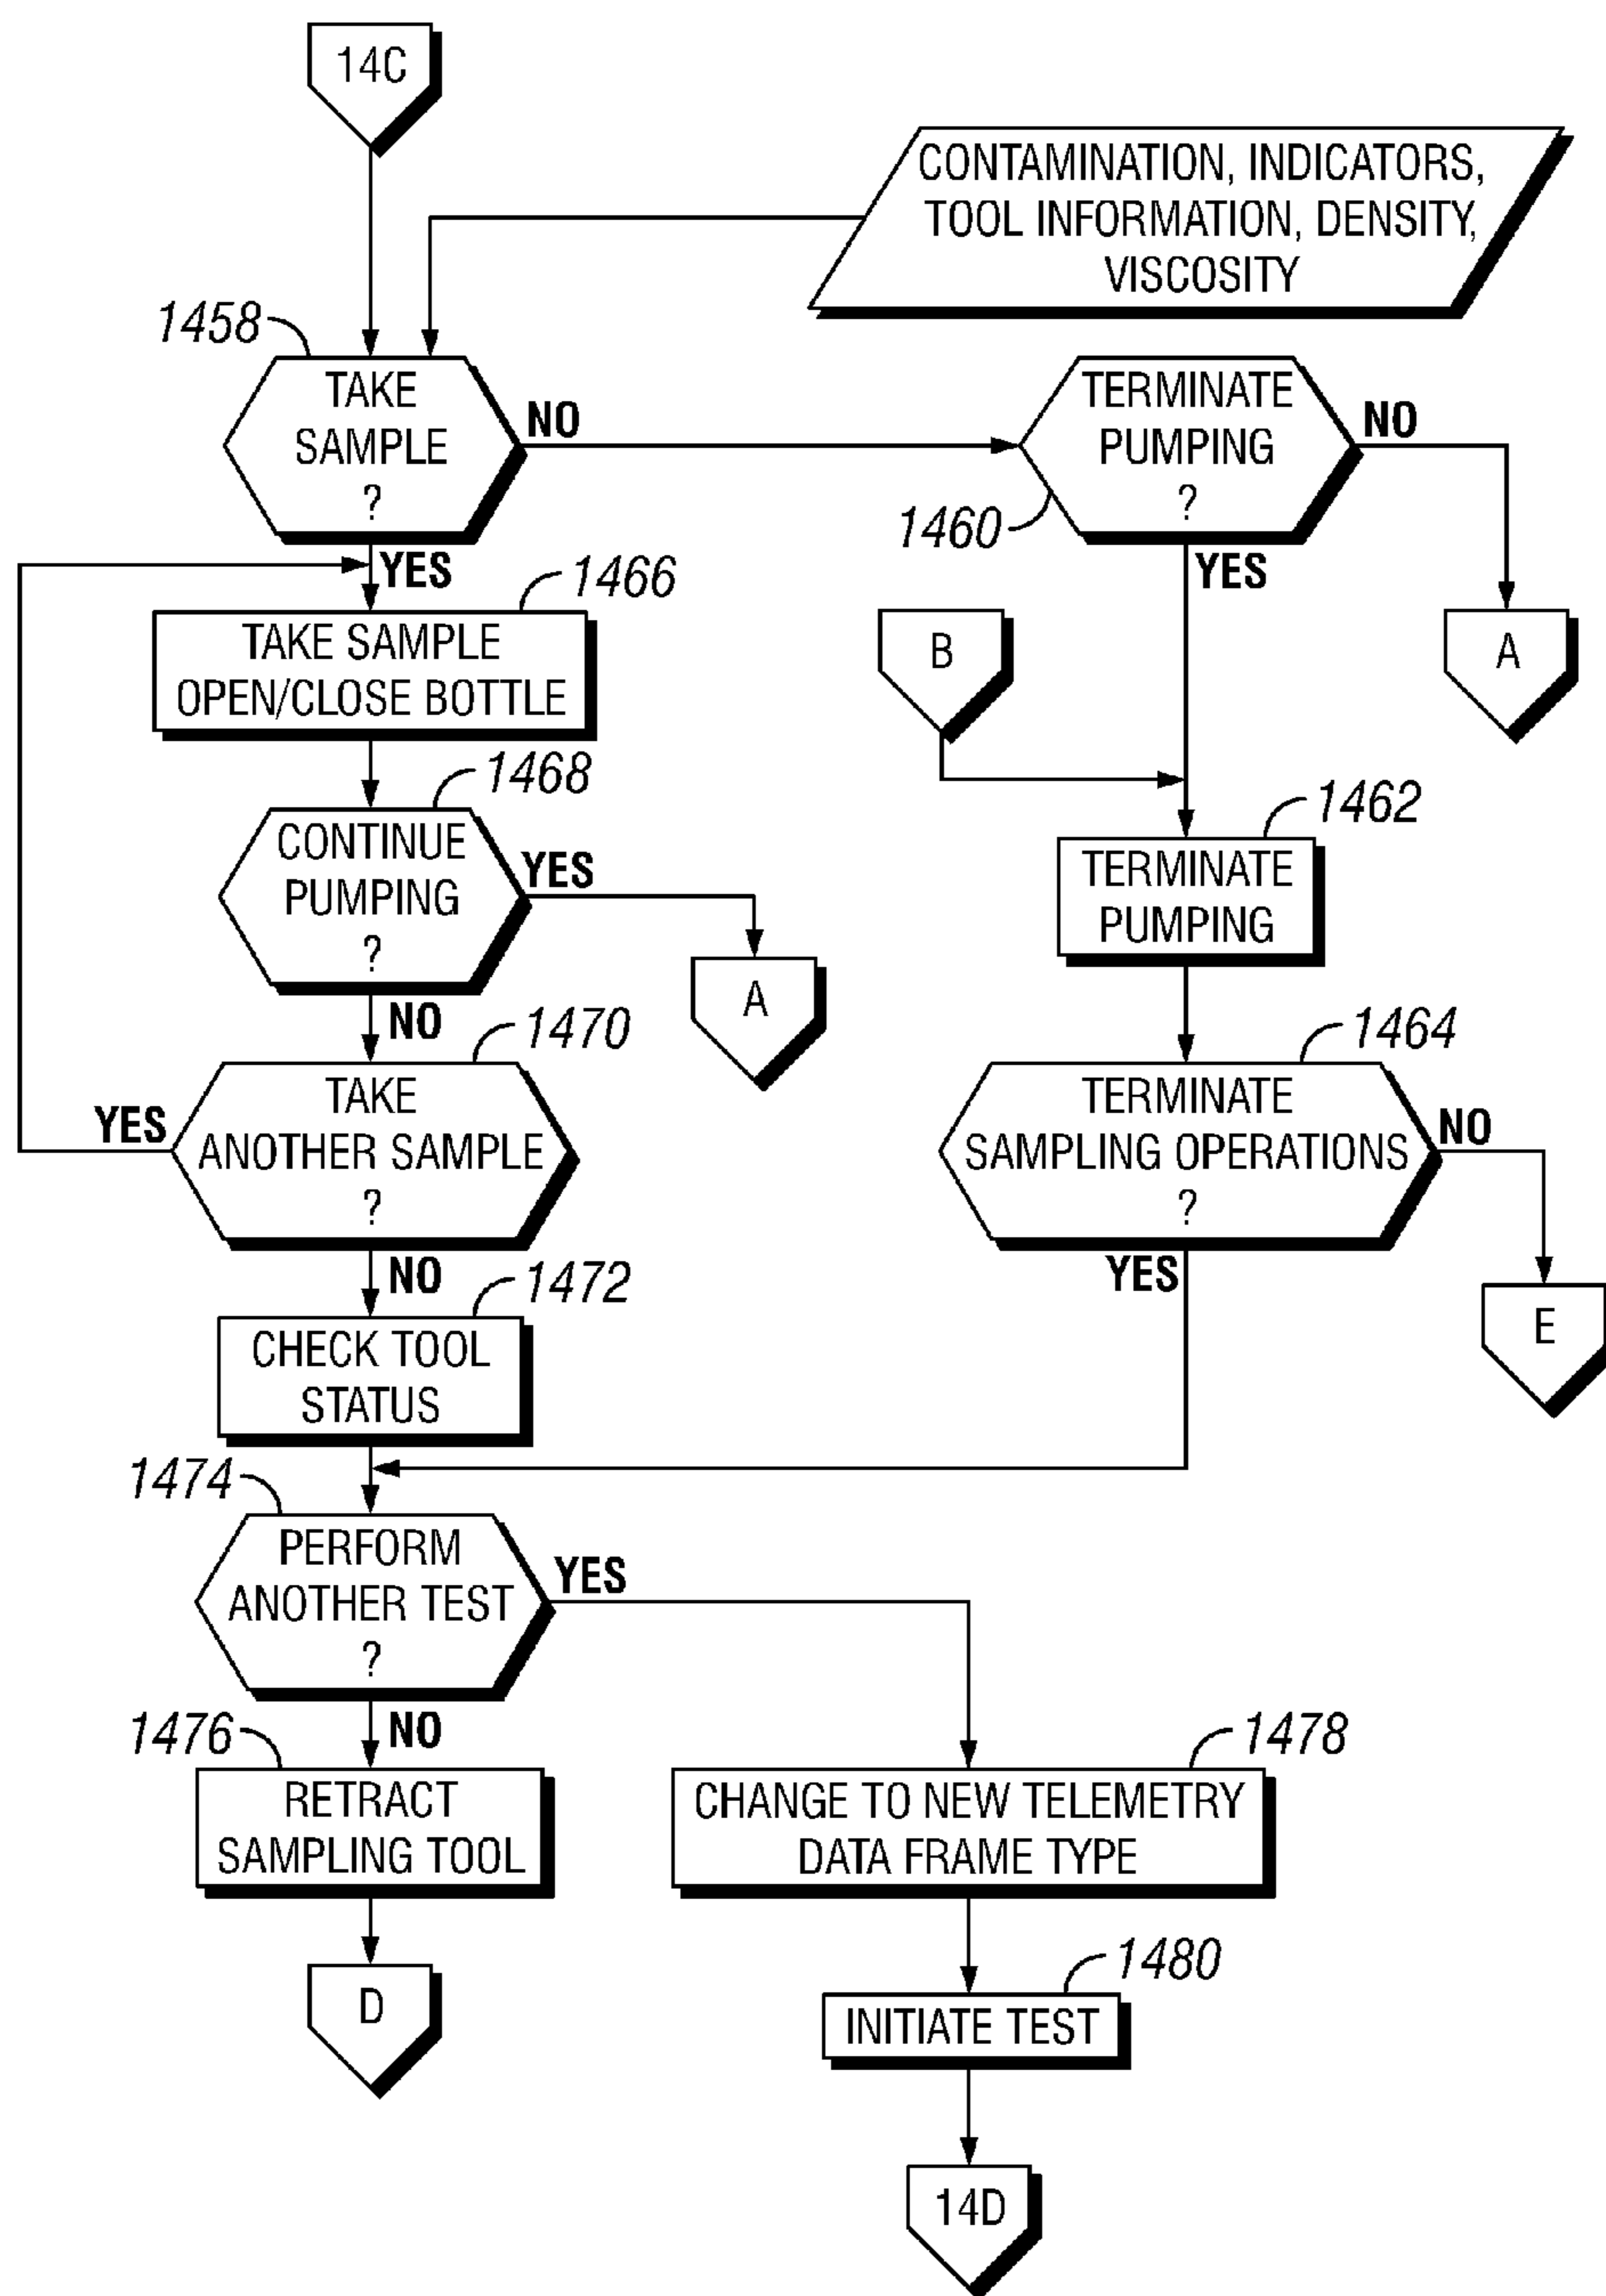 14C
CONTAMINATION, INDICATORS,
TOOL INFORMATION, DENSITY,
VISCOSITY
1458
TAKE
SAMPLE
?
NO
YES
TERMINATE
PUMPING
?
1460
NO
YES
A
B
1466
TAKE SAMPLE
OPEN/CLOSE BOTTLE
1468
CONTINUE
PUMPING
?
YES
NO
A
1462
TERMINATE
PUMPING
1470
TAKE
ANOTHER SAMPLE
?
YES
NO
1464
TERMINATE
SAMPLING OPERATIONS
?
NO
YES
E
1472
CHECK TOOL
STATUS
1474
PERFORM
ANOTHER TEST
?
YES
NO
1476
RETRACT
SAMPLING TOOL
D
1478
CHANGE TO NEW TELEMETRY
DATA FRAME TYPE
1480
INITIATE TEST
14D